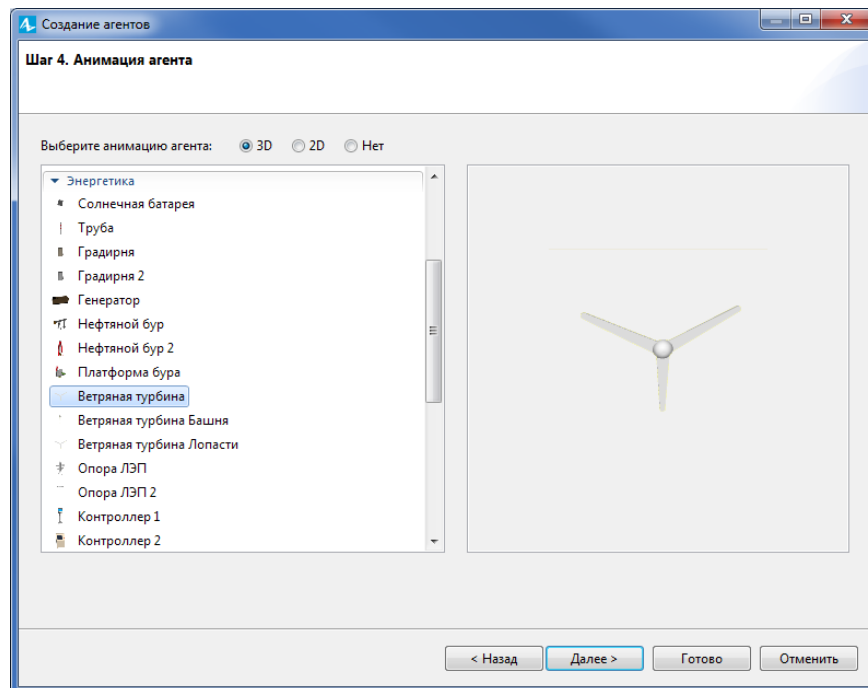 Создание агентов
Шаг 4. Анимация агента
Выберите анимацию агента: 3D 2D Нет
Энергетика
Солнечная батарея
Труба
Градирня
Градирня 2
Генератор
Нефтяной бур
Нефтяной бур 2
Платформа бура
Ветряная турбина
Ветряная турбина Башня
Ветряная турбина Лопасти
Опора ЛЭП
Опора ЛЭП 2
Контроллер 1
Контроллер 2
< Назад Далее > Готово Отменить